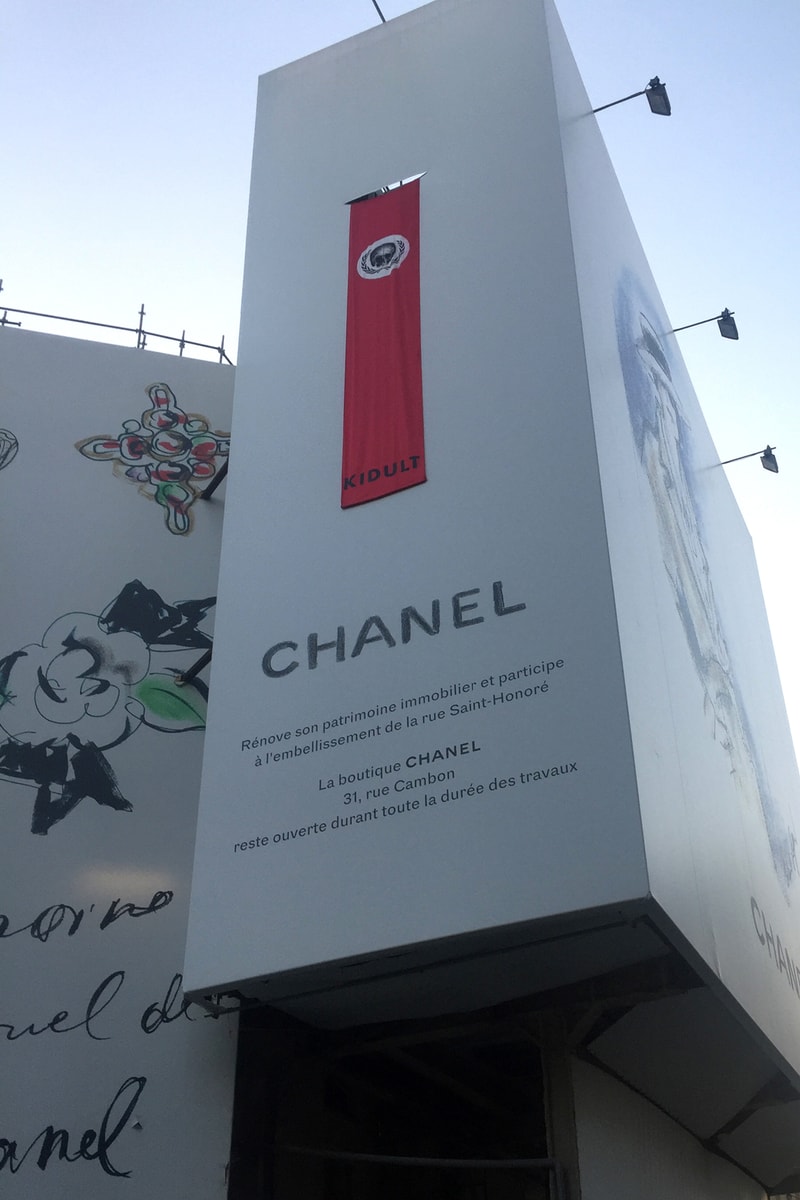 KIDULT
CHANEL
Rénove son patrimoine immobilier et participe
à l'embellissement de la rue Saint-Honoré
La boutique CHANEL
31, rue Cambon
reste ouverte durant toute la durée des travaux